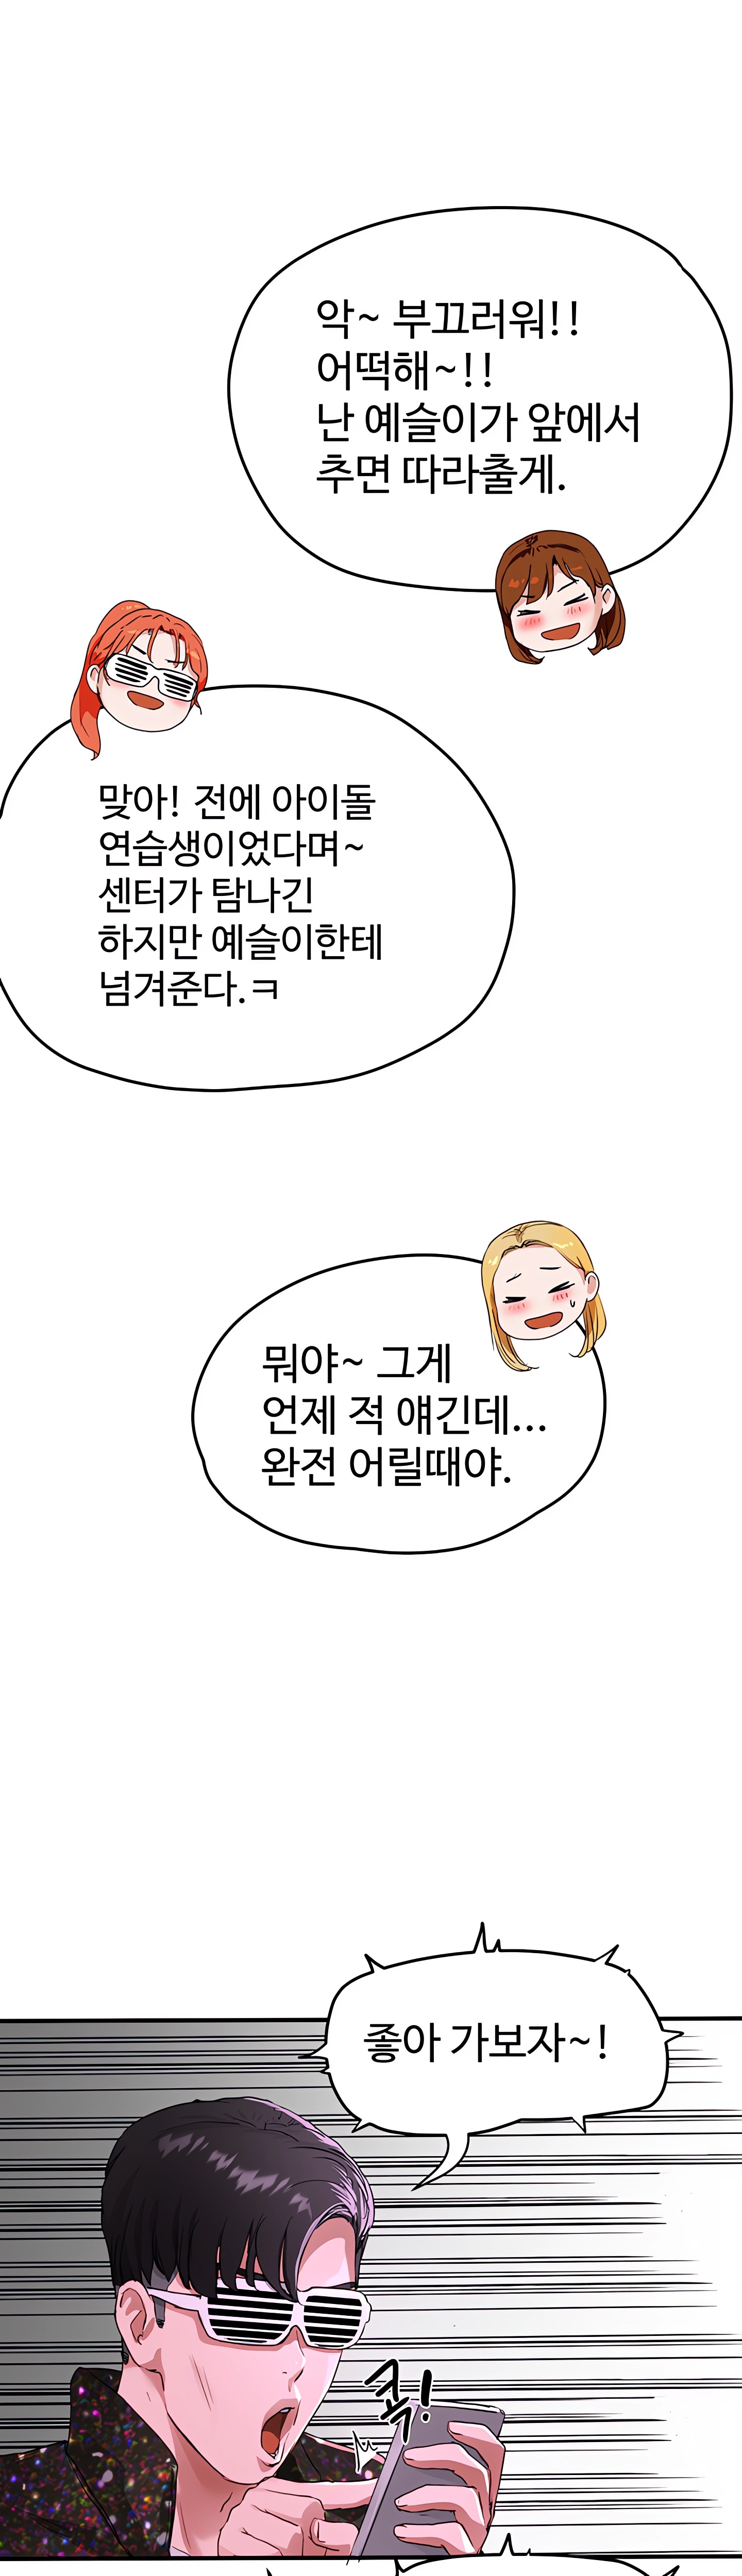 악~ 부끄러워!!
어떡해~!!
난 예슬이가 앞에서
추면 따라출게.
맞아! 전에 아이돌
연습생이었다며~
센터가 탐나긴
하지만 예슬이한테
넘겨준다.ㅋ
뭐야~ 그게
언제 적 얘긴데...
완전 어릴때야.
좋아 가보자~!
콕!